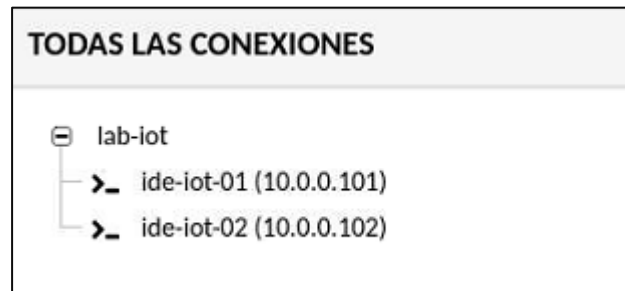 TODAS LAS CONEXIONES
lab-iot
ide-iot-01 (10.0.0.101)
ide-iot-02 (10.0.0.102)